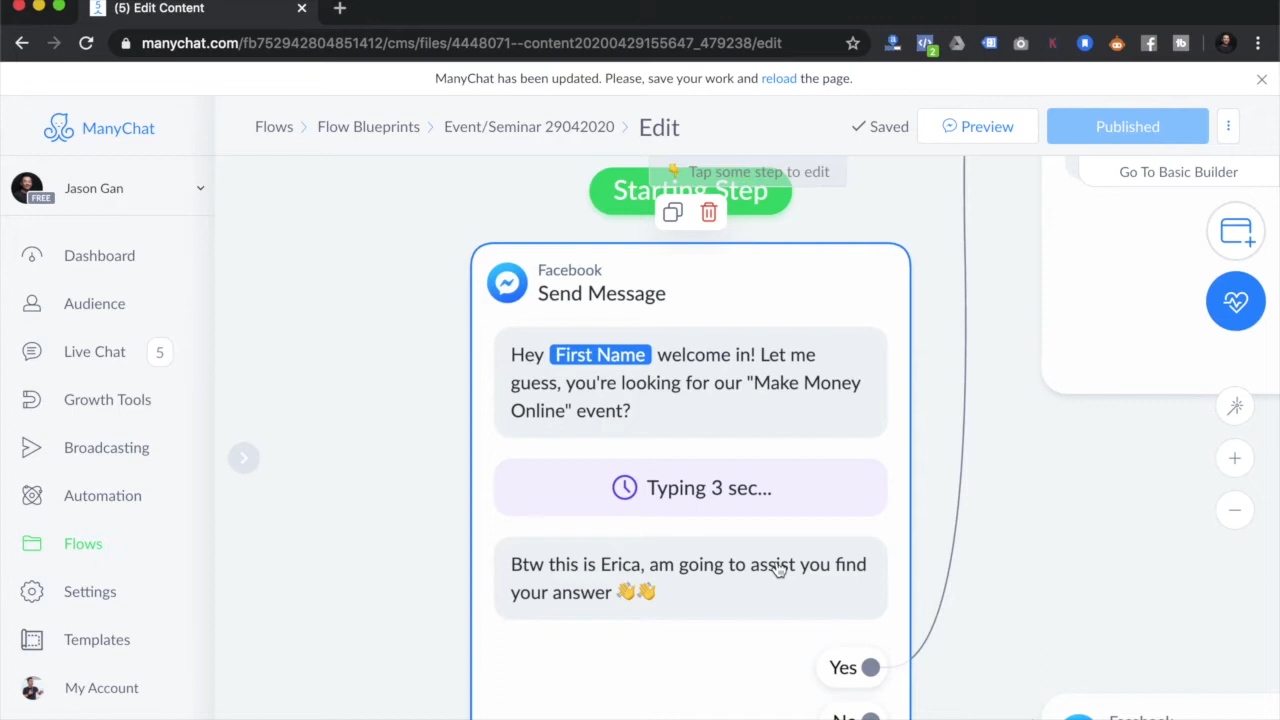 (5) Edit Content
manychat.com/fb752942804851412/cms/files/4448071--content20200429155647_479238/edit
2
ManyChat has been updated. Please, save your work and reload the page.
ManyChat
Flows > Flow Blueprints > Event/Seminar 29042020 > Edit
Saved
Preview
Published
Jason Gan
FREE
Dashboard
Audience
Live Chat 5
Growth Tools
Broadcasting
Automation
Flows
Settings
Templates
My Account
👇 Tap some step to edit
Go To Basic Builder
Starting Step
Facebook
Send Message
Hey First Name welcome in! Let me
guess, you're looking for our "Make Money
Online" event?
Typing 3 sec...
Btw this is Erica, am going to assist you find
your answer 👋👋
Yes
No
Facebook